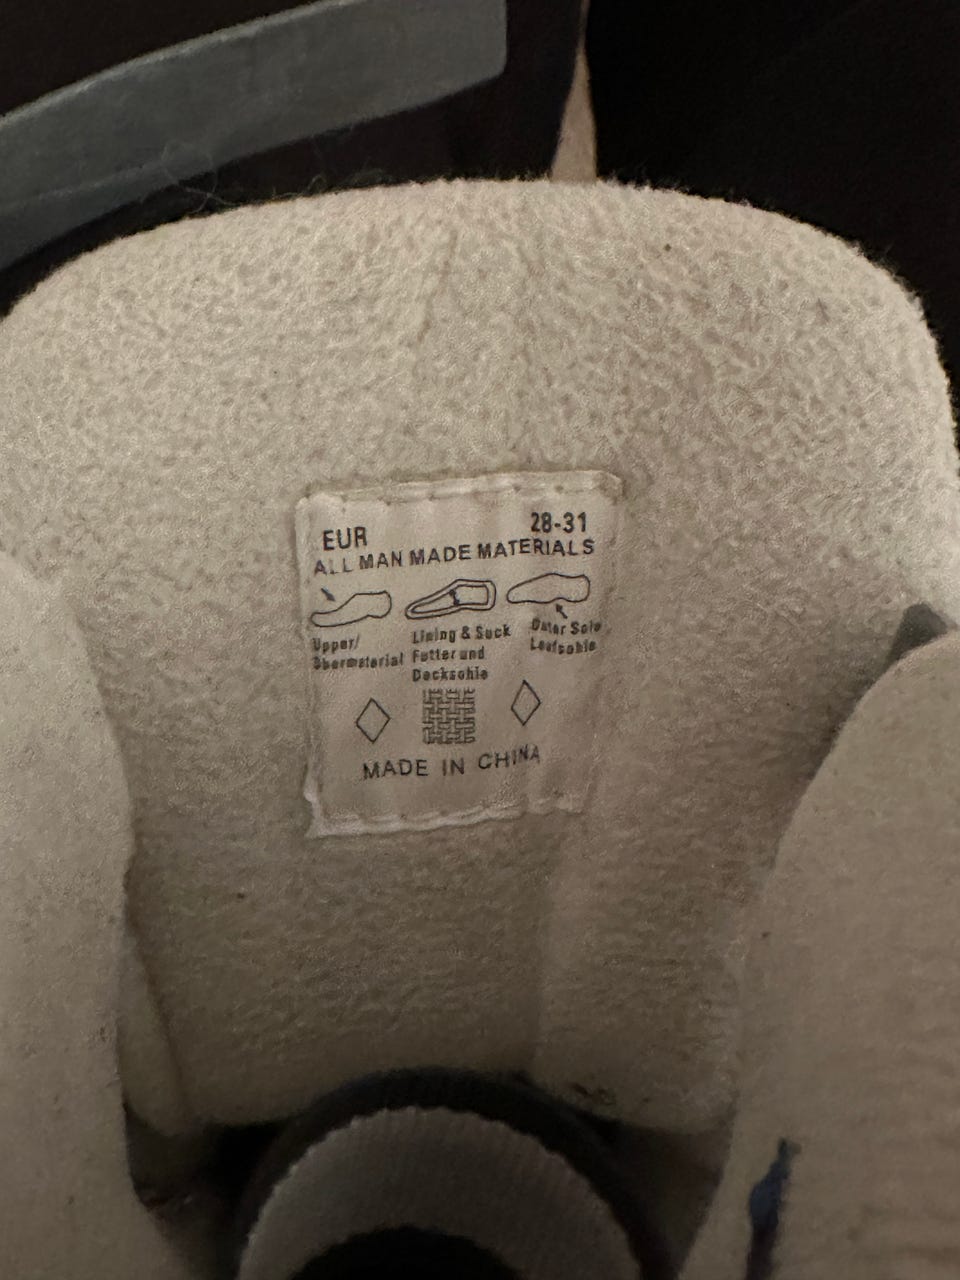 EUR 28-31
ALL MAN MADE MATERIALS
Upper/ Obermaterial
Lining & Suck Futter und Decksohle
Outer Sole Laufsohle
MADE IN CHINA